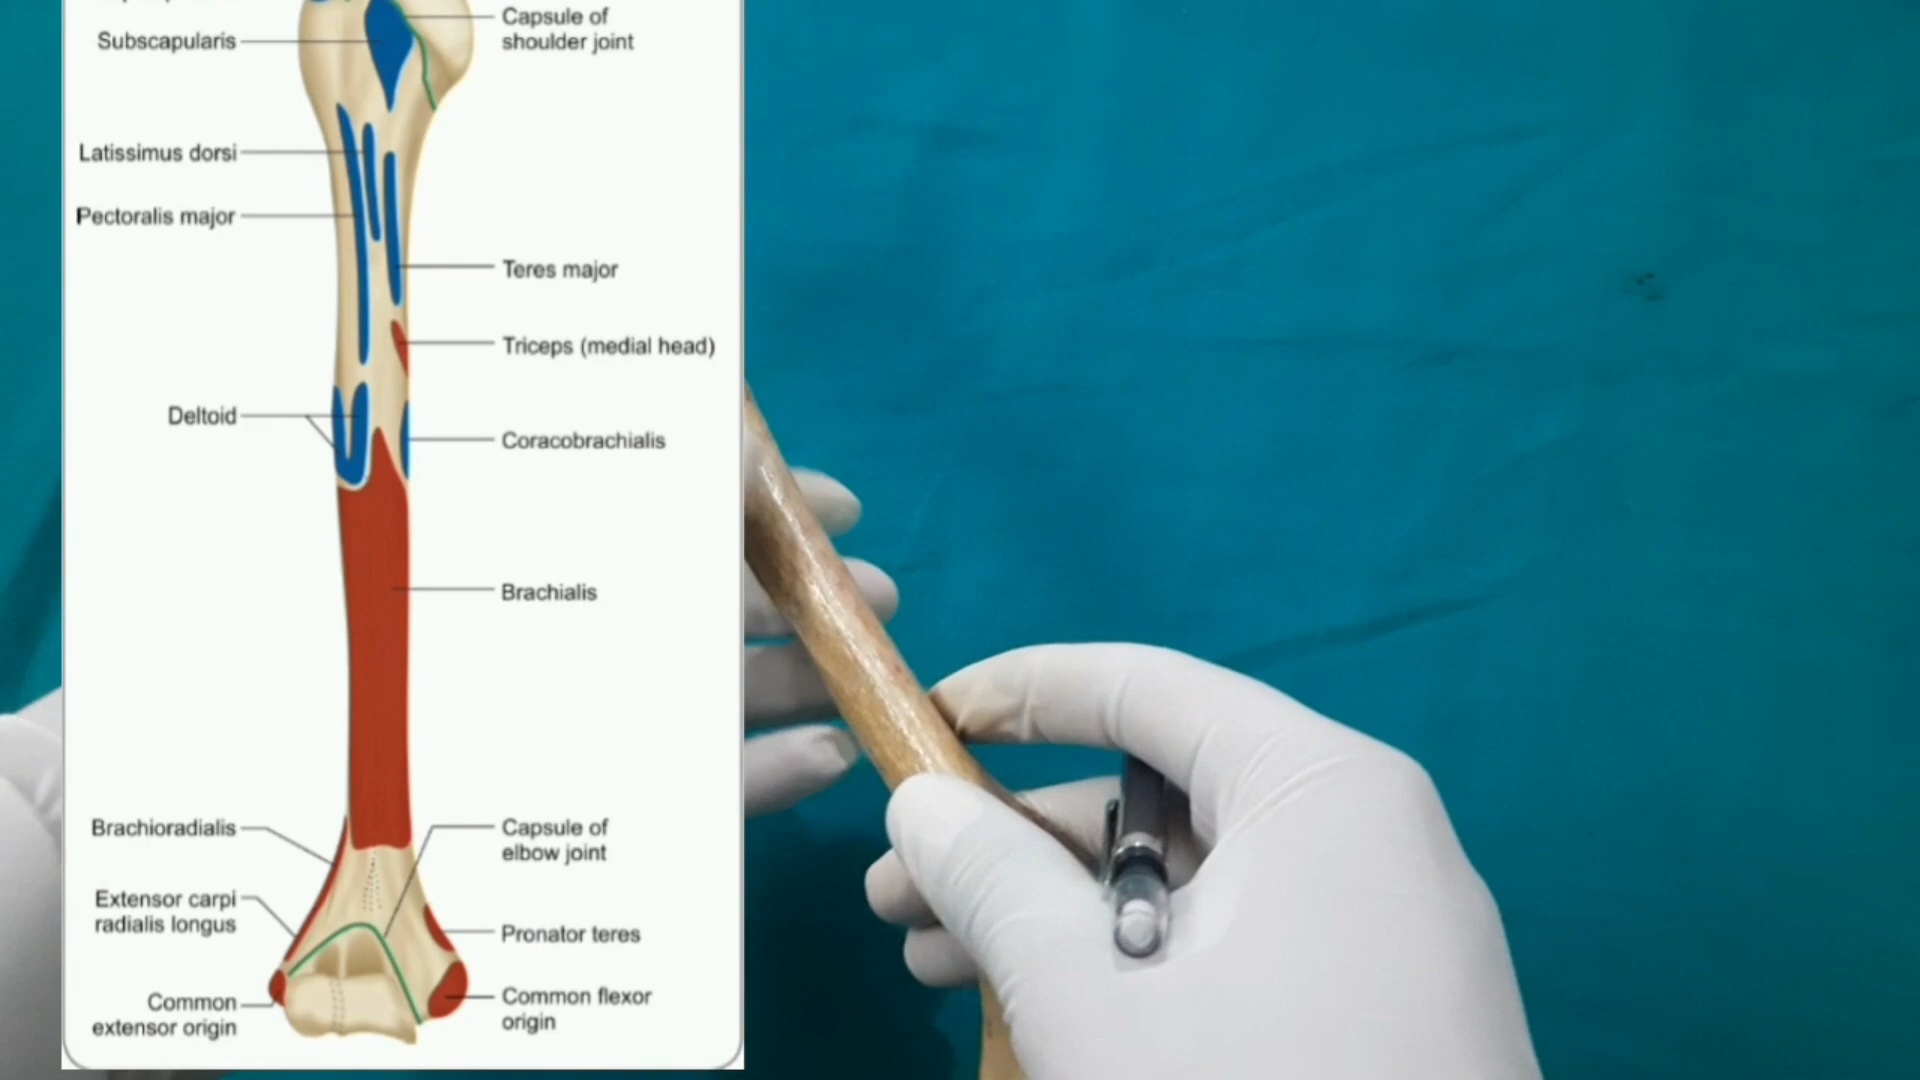 Capsule of
shoulder joint
Subscapularis
Latissimus dorsi
Pectoralis major
Teres major
Triceps (medial head)
Deltoid
Coracobrachialis
Brachialis
Brachioradialis
Capsule of
elbow joint
Extensor carpi
radialis longus
Pronator teres
Common
extensor origin
Common flexor
origin